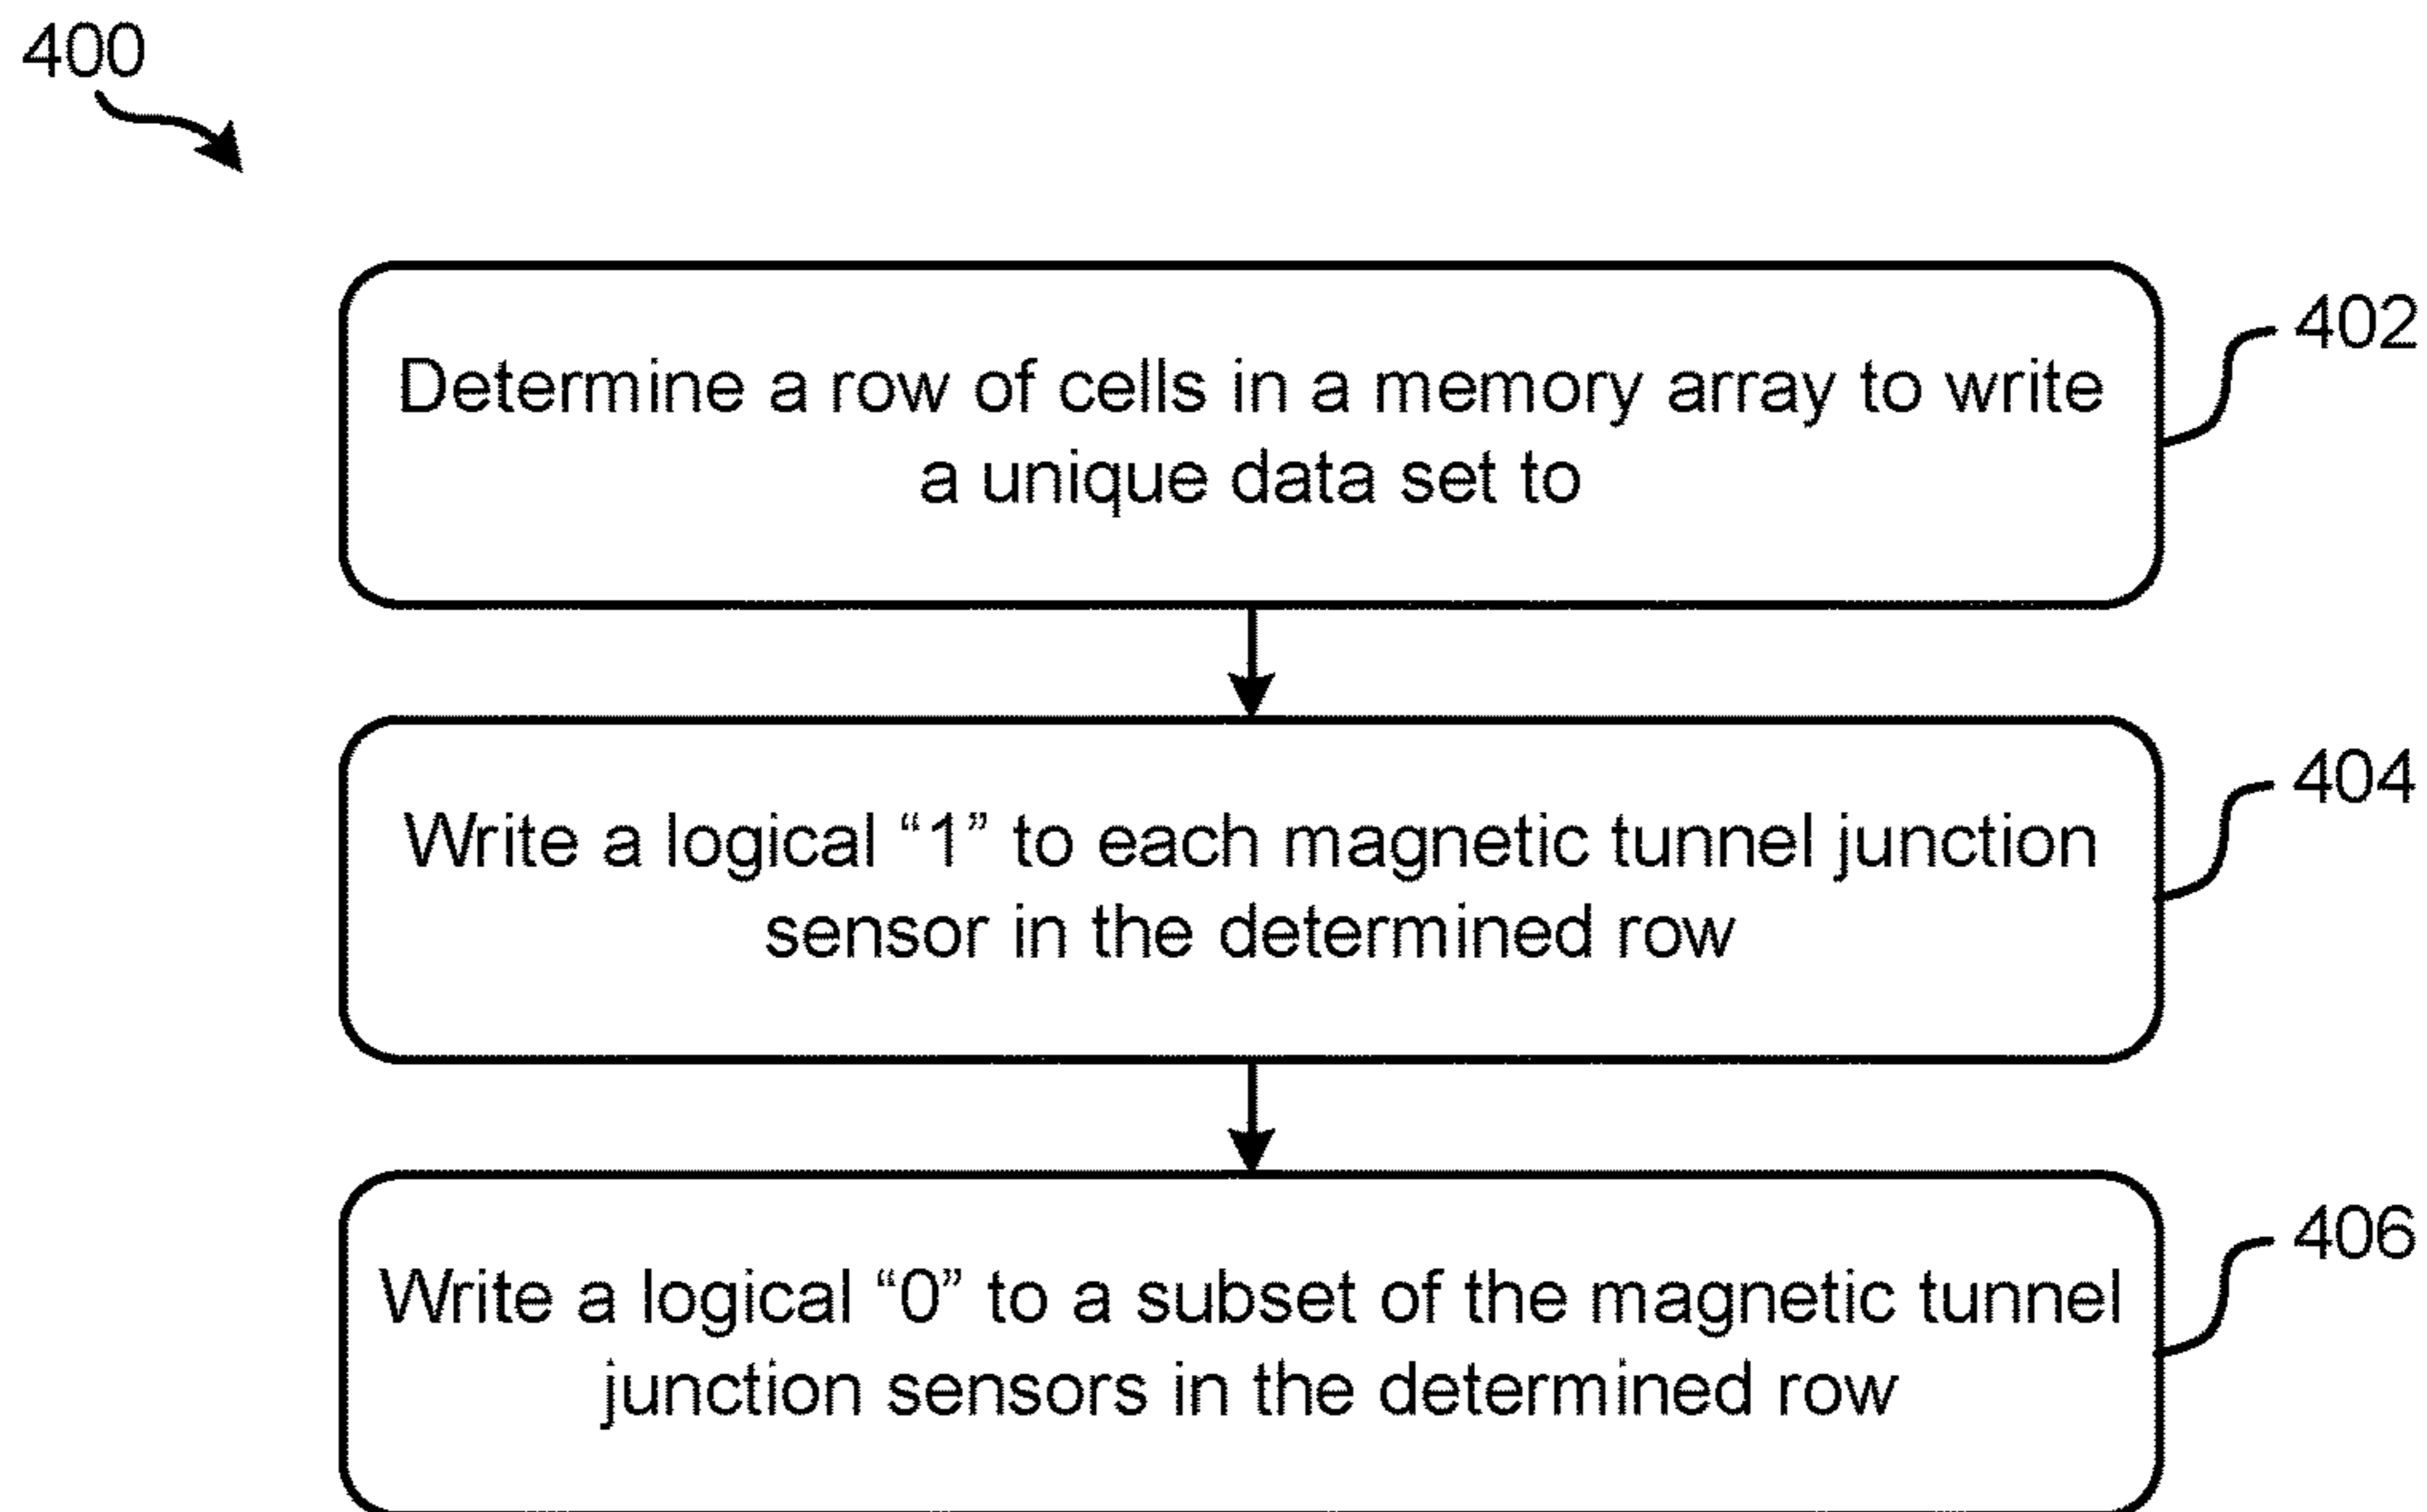 400
Determine a row of cells in a memory array to write
a unique data set to
402
Write a logical “1” to each magnetic tunnel junction
sensor in the determined row
404
Write a logical “0” to a subset of the magnetic tunnel
junction sensors in the determined row
406